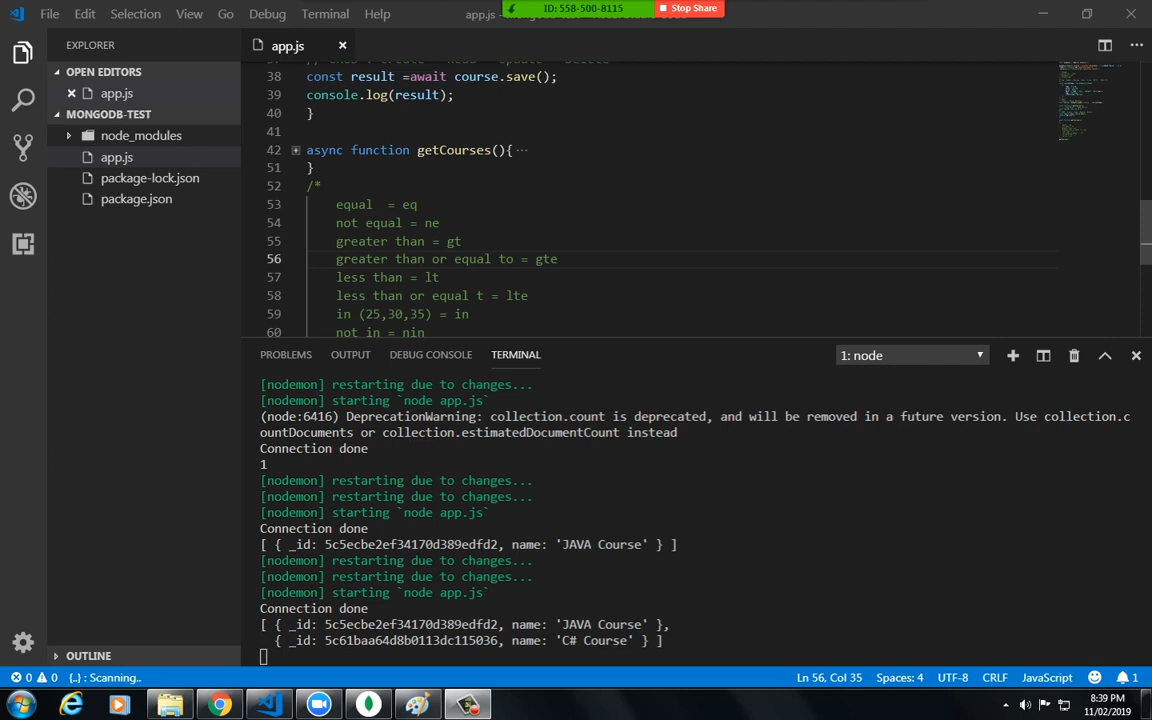 File Edit Selection View Go Debug Terminal Help
ID: 558-500-8115 Stop Share
EXPLORER
OPEN EDITORS
app.js
MONGODB-TEST
node_modules
app.js
package-lock.json
package.json
OUTLINE
app.js
38 const result =await course.save();
39 console.log(result);
40 }
41
42 async function getCourses(){ ...
51 }
52 /*
53 equal = eq
54 not equal = ne
55 greater than = gt
56 greater than or equal to = gte
57 less than = lt
58 less than or equal t = lte
59 in (25,30,35) = in
60 not in = nin
PROBLEMS OUTPUT DEBUG CONSOLE TERMINAL 1: node
[nodemon] restarting due to changes...
[nodemon] starting `node app.js`
(node:6416) DeprecationWarning: collection.count is deprecated, and will be removed in a future version. Use collection.c
ountDocuments or collection.estimatedDocumentCount instead
Connection done
1
[nodemon] restarting due to changes...
[nodemon] restarting due to changes...
[nodemon] starting `node app.js`
Connection done
[ { _id: 5c5ecbe2ef34170d389edfd2, name: 'JAVA Course' } ]
[nodemon] restarting due to changes...
[nodemon] restarting due to changes...
[nodemon] starting `node app.js`
Connection done
[ { _id: 5c5ecbe2ef34170d389edfd2, name: 'JAVA Course' },
{ _id: 5c61baa64d8b0113dc115036, name: 'C# Course' } ]
0 0 {..} : Scanning.. Ln 56, Col 35 Spaces: 4 UTF-8 CRLF JavaScript 1
8:39 PM
11/02/2019